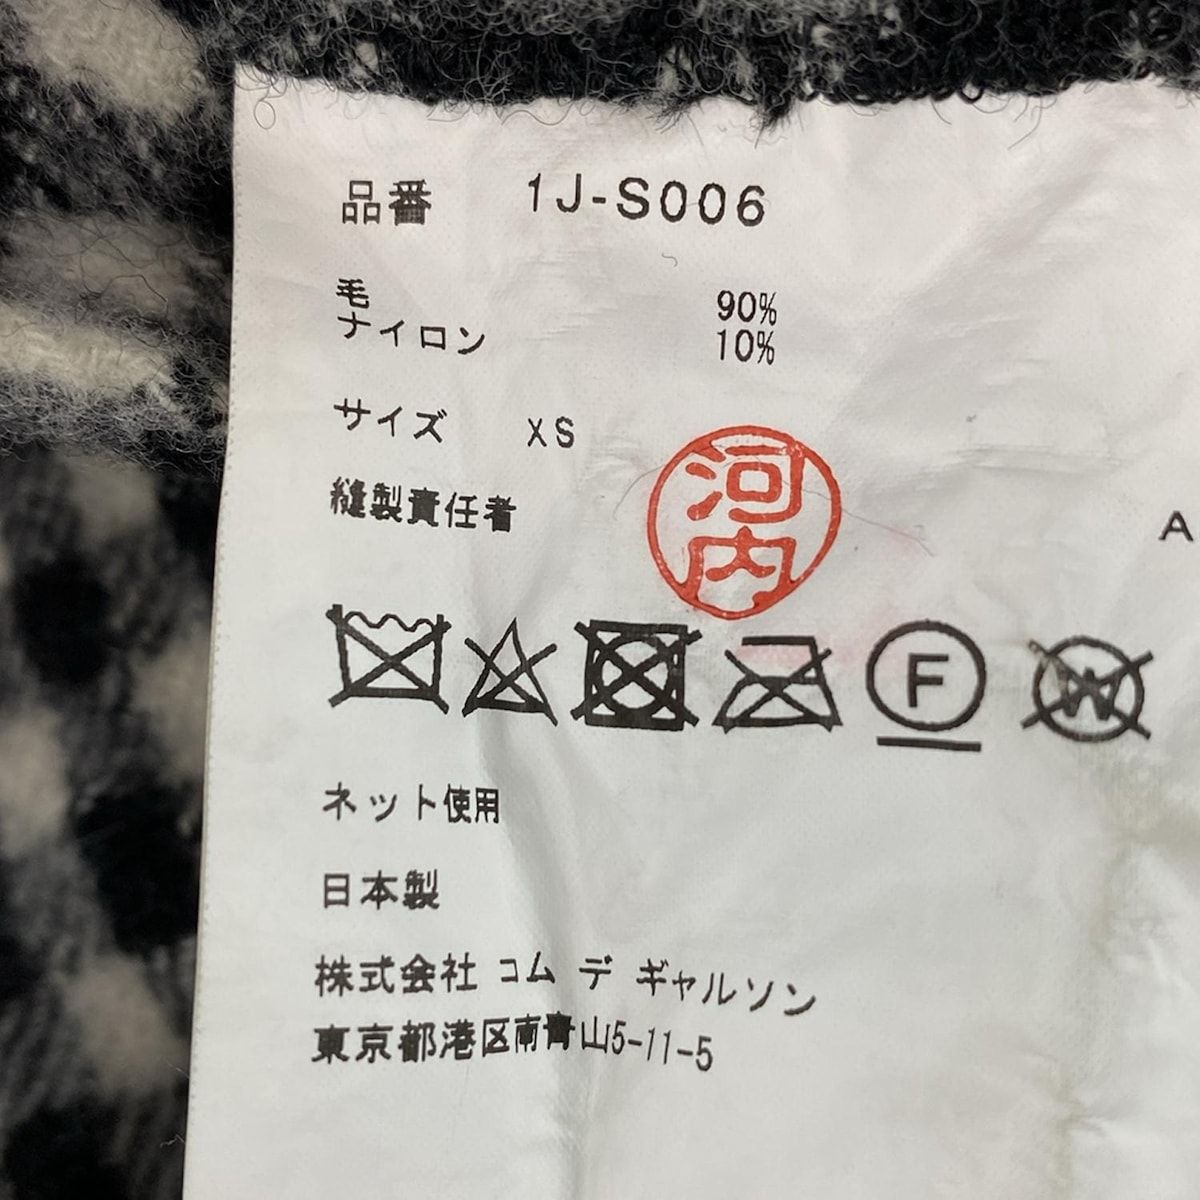 品番 1J-S006
毛 90%
ナイロン 10%
サイズ XS
縫製責任者 河内
A
F W
ネット使用
日本製
株式会社 コム デ ギャルソン
東京都港区南青山5-11-5